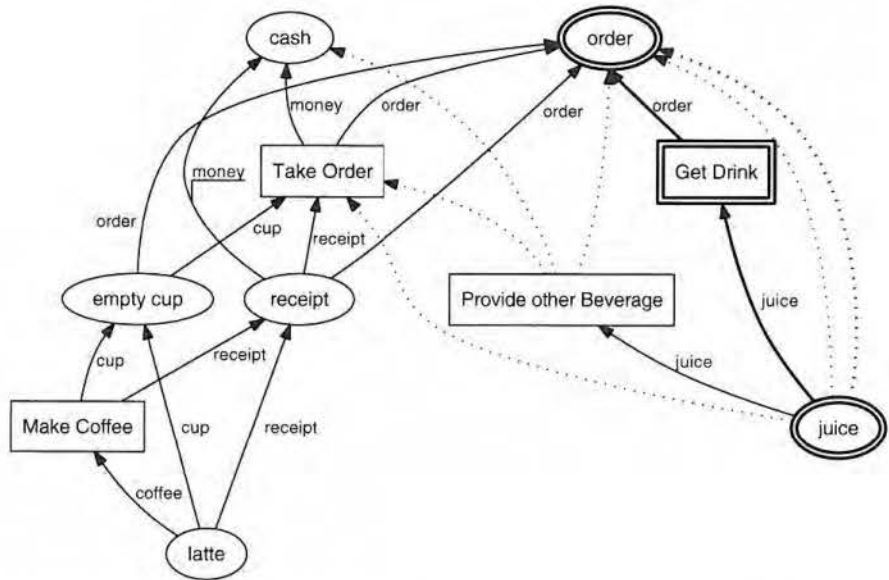 cash
order
money
order
order
order
Take Order
Get Drink
money
order
cup
receipt
empty cup
receipt
Provide other Beverage
juice
cup
receipt
juice
Make Coffee
cup
receipt
juice
coffee
latte